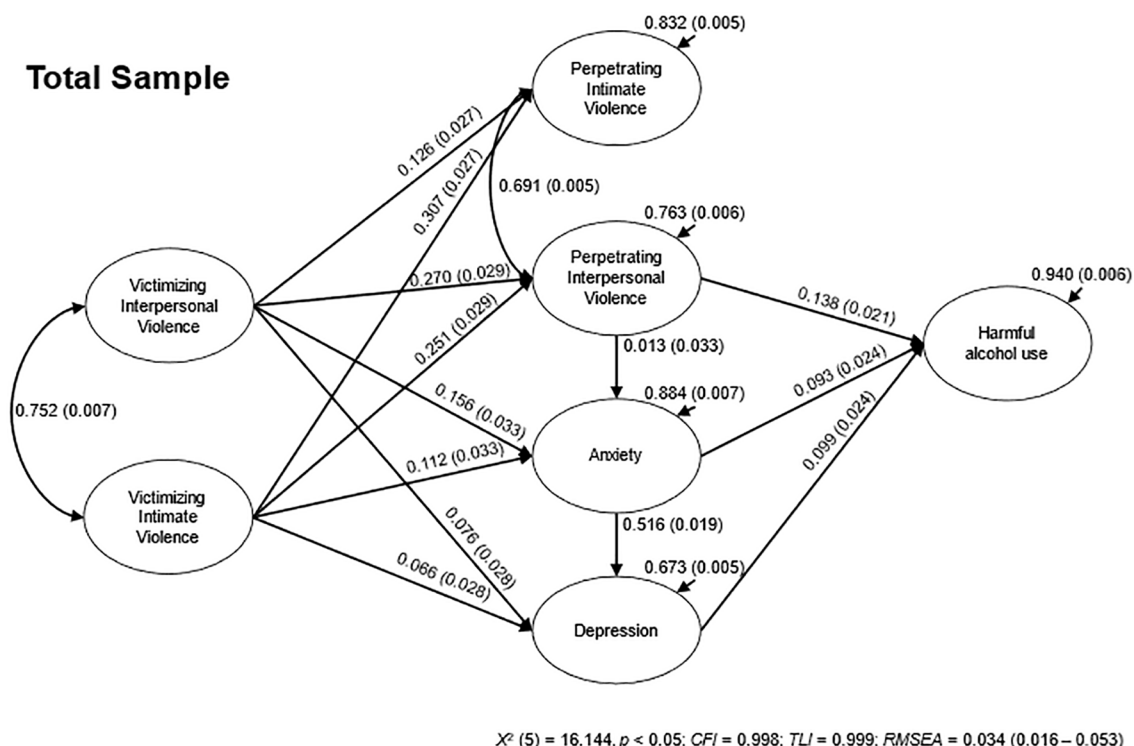 Total Sample
0.832 (0.005)
Perpetrating
Intimate
Violence
0.126 (0.027)
0.307 (0.027)
0.691 (0.005)
0.763 (0.006)
Perpetrating
Interpersonal
Violence
Victimizing
Interpersonal
Violence
0.270 (0.029)
0.251 (0.029)
0.138 (0.021)
0.940 (0.006)
Harmful
alcohol use
0.013 (0.033)
0.093 (0.024)
0.884 (0.007)
0.752 (0.007)
0.156 (0.033)
0.112 (0.033)
Anxiety
0.099 (0.024)
Victimizing
Intimate
Violence
0.516 (0.019)
0.076 (0.028)
0.066 (0.028)
0.673 (0.005)
Depression
X² (5) = 16.144, p < 0.05; CFI = 0.998; TLI = 0.999; RMSEA = 0.034 (0.016 – 0.053)